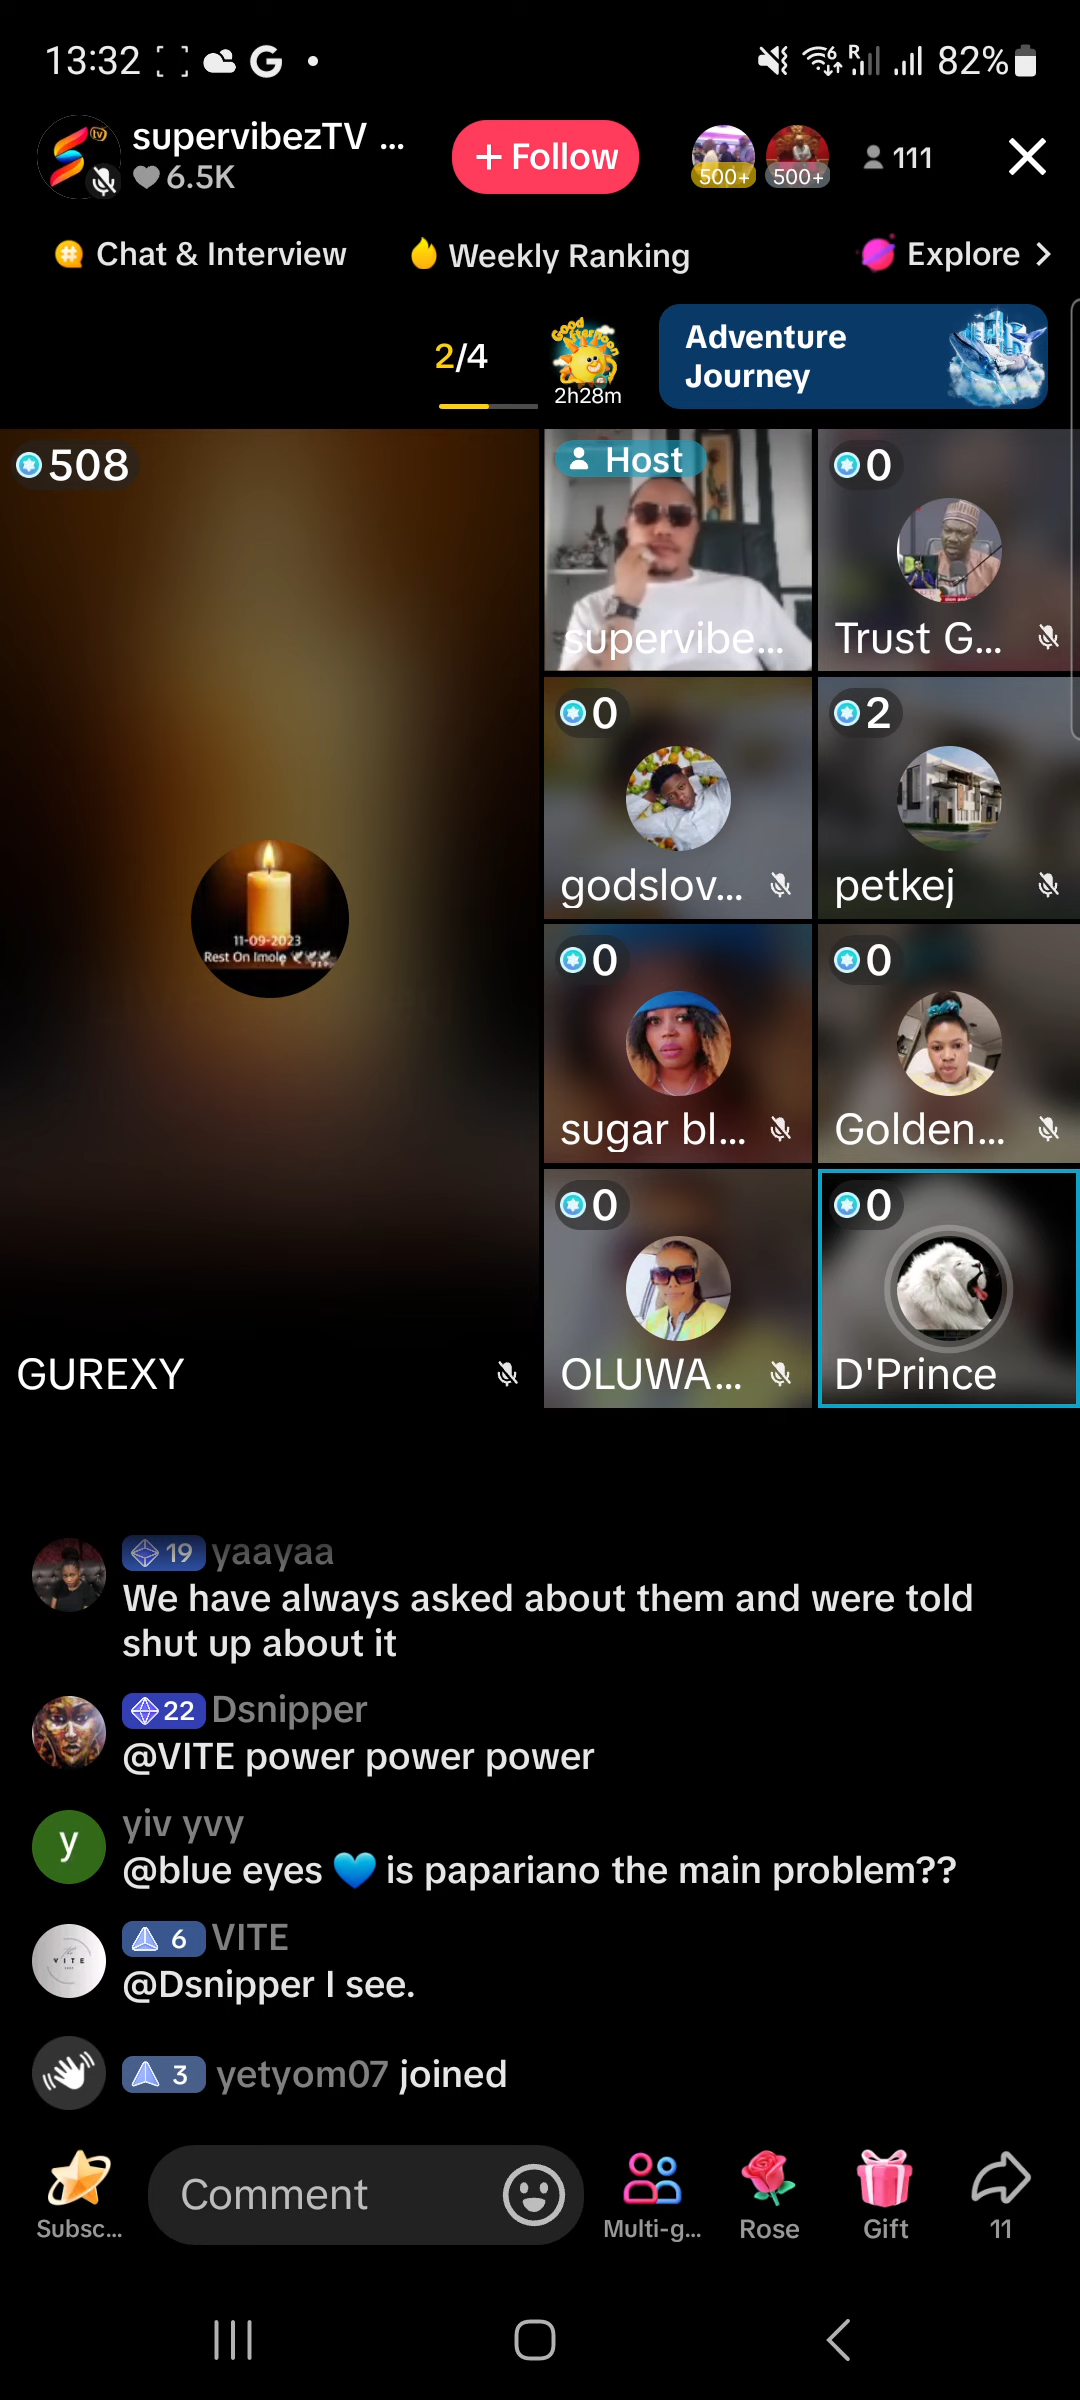 13:32
R
82%
supervibezTV ...
6.5K
+ Follow
500+
500+
111
Chat & Interview
Weekly Ranking
Explore
2/4
Good Afternoon
2h28m
Adventure
Journey
508
Host
supervibe...
0
Trust G...
0
godslov...
2
petkej
11-09-2023
Rest On Imole
0
sugar bl...
0
Golden...
GUREXY
0
OLUWA...
0
D'Prince
19 yaayaa
We have always asked about them and were told
shut up about it
22 Dsnipper
@VITE power power power
y
yiv yvy
@blue eyes 💙 is papariano the main problem??
VITE
6 VITE
@Dsnipper I see.
3 yetyom07 joined
Subsc...
Comment
Multi-g...
Rose
Gift
11